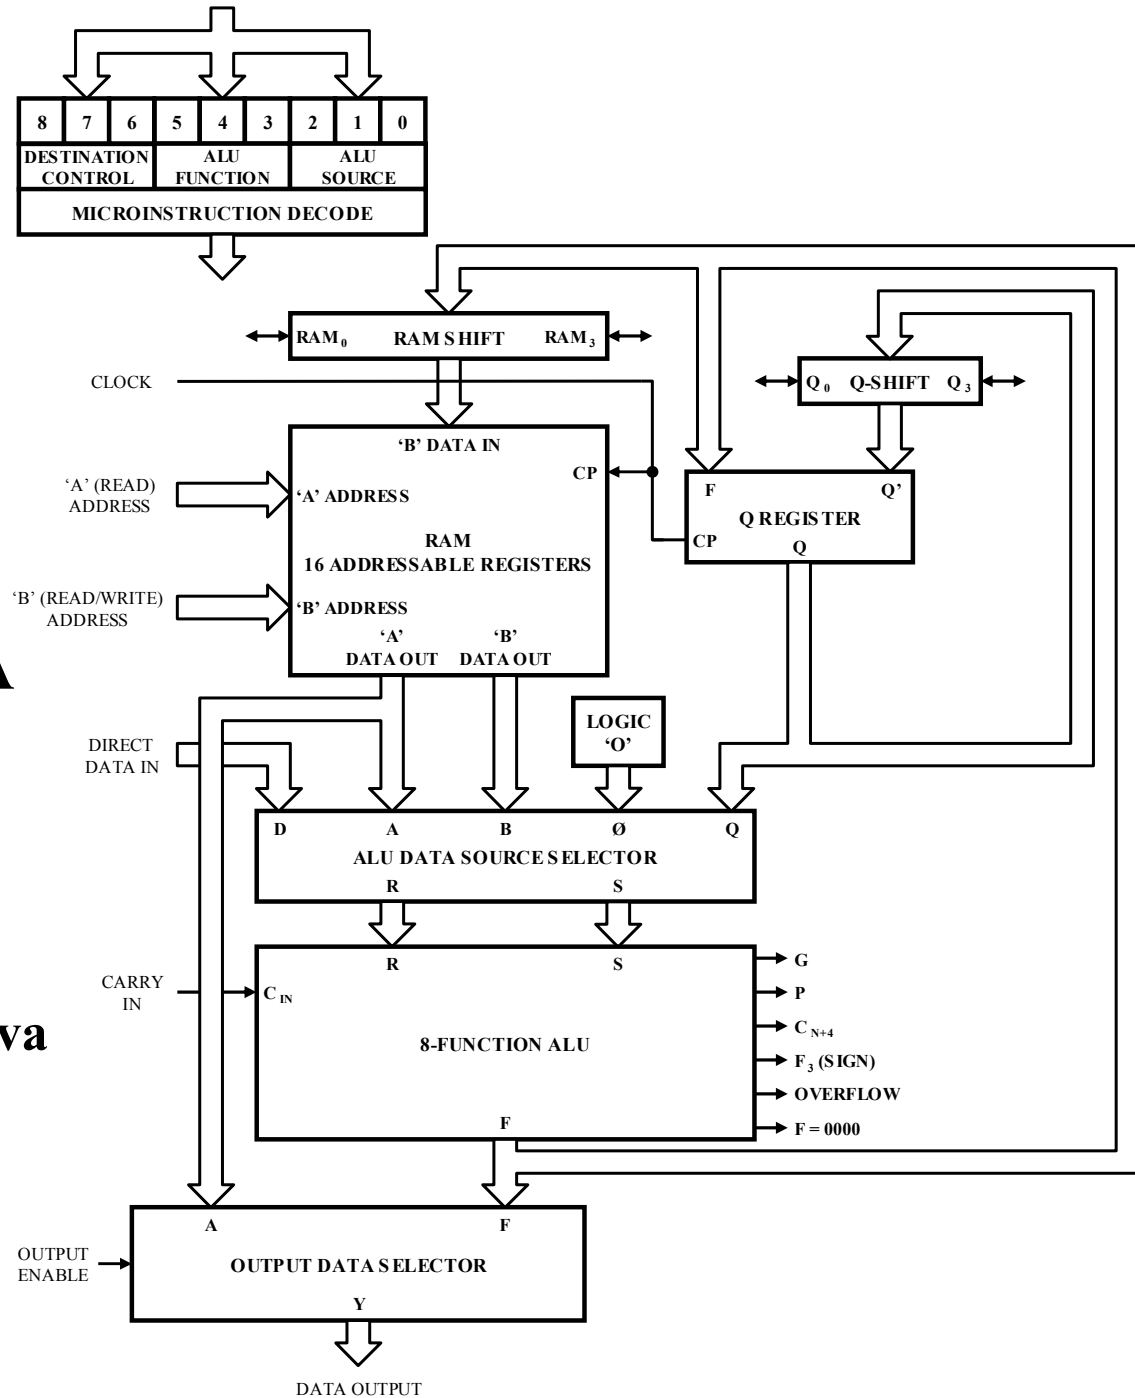 8 7 6 5 4 3 2 1 0
DESTINATION CONTROL
ALU FUNCTION
ALU SOURCE
MICROINSTRUCTION DECODE
RAM0 RAM SHIFT RAM3
CLOCK
Q0 Q-SHIFT Q3
'B' DATA IN
CP
'A' (READ)
ADDRESS
'A' ADDRESS
F Q'
Q REGISTER
CP
Q
RAM
16 ADDRESSABLE REGISTERS
'B' (READ/WRITE)
ADDRESS
'B' ADDRESS
'A'
DATA OUT
'B'
DATA OUT
A
LOGIC
'O'
DIRECT
DATA IN
D A B Ø Q
ALU DATA SOURCE SELECTOR
R S
R S
CARRY
IN
CIN
8-FUNCTION ALU
va
G
P
CN+4
F3 (SIGN)
OVERFLOW
F = 0000
F
A F
OUTPUT
ENABLE
OUTPUT DATA SELECTOR
Y
DATA OUTPUT